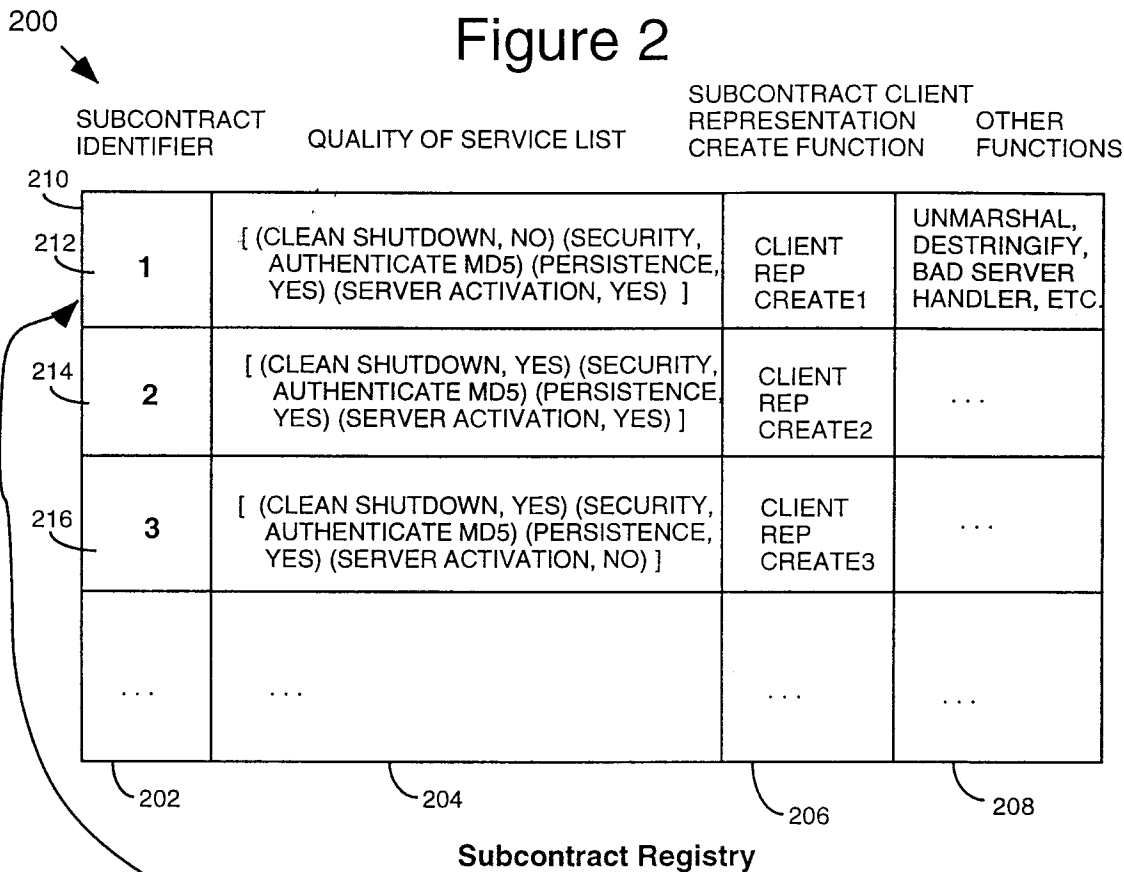 200
Figure 2
SUBCONTRACT
IDENTIFIER
QUALITY OF SERVICE LIST
SUBCONTRACT CLIENT
REPRESENTATION
CREATE FUNCTION
OTHER
FUNCTIONS
210
212
1
[ (CLEAN SHUTDOWN, NO) (SECURITY,
AUTHENTICATE MD5) (PERSISTENCE,
YES) (SERVER ACTIVATION, YES) ]
CLIENT
REP
CREATE1
UNMARSHAL,
DESTRINGIFY,
BAD SERVER
HANDLER, ETC.
214
2
[ (CLEAN SHUTDOWN, YES) (SECURITY,
AUTHENTICATE MD5) (PERSISTENCE,
YES) (SERVER ACTIVATION, YES) ]
CLIENT
REP
CREATE2
...
216
3
[ (CLEAN SHUTDOWN, YES) (SECURITY,
AUTHENTICATE MD5) (PERSISTENCE,
YES) (SERVER ACTIVATION, NO) ]
CLIENT
REP
CREATE3
...
...
...
...
...
202
204
206
208
Subcontract Registry